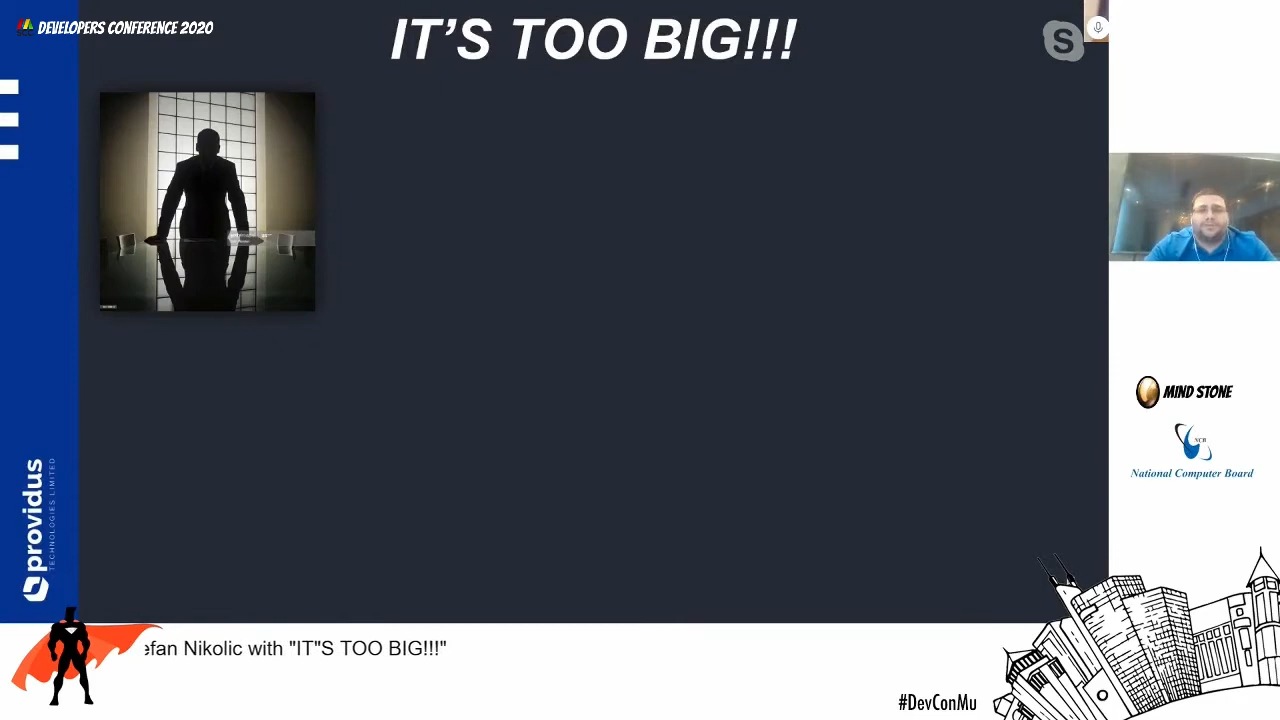 DEVELOPERS CONFERENCE 2020
IT'S TOO BIG!!!
S
providus
TECHNOLOGIES LIMITED
MIND STONE
NCB
National Computer Board
efan Nikolic with "IT"S TOO BIG!!!"
#DevConMu